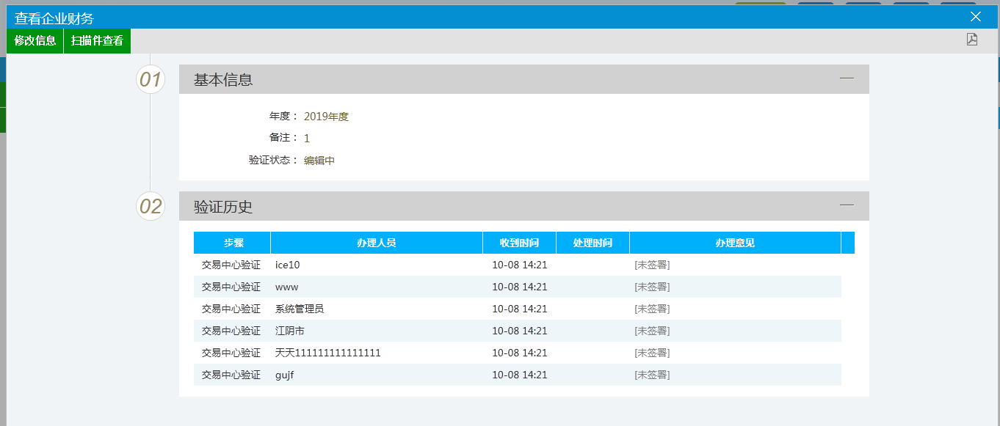 查看企业财务
修改信息 扫描件查看
01 基本信息
年度： 2019年度
备注： 1
验证状态： 编辑中
02 验证历史
步骤 办理人员 收到时间 处理时间 办理意见
交易中心验证 ice10 10-08 14:21 [未签署]
交易中心验证 www 10-08 14:21 [未签署]
交易中心验证 系统管理员 10-08 14:21 [未签署]
交易中心验证 江阴市 10-08 14:21 [未签署]
交易中心验证 天天111111111111111 10-08 14:21 [未签署]
交易中心验证 gujf 10-08 14:21 [未签署]